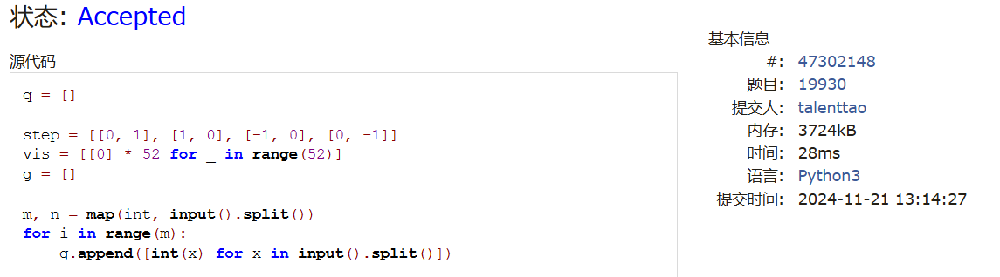 状态: Accepted
源代码
q = []
step = [[0, 1], [1, 0], [-1, 0], [0, -1]]
vis = [[0] * 52 for _ in range(52)]
g = []
m, n = map(int, input().split())
for i in range(m):
    g.append([int(x) for x in input().split()])
基本信息
#: 47302148
题目: 19930
提交人: talenttao
内存: 3724kB
时间: 28ms
语言: Python3
提交时间: 2024-11-21 13:14:27